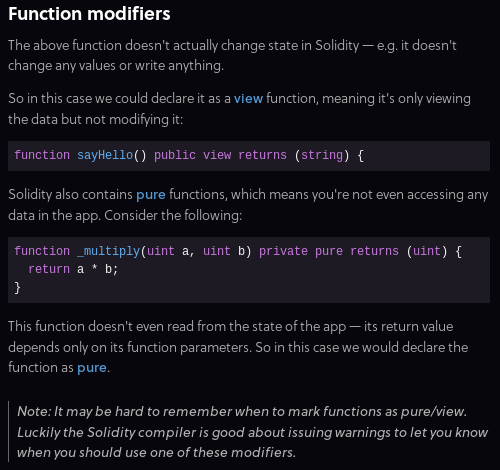 Function modifiers
The above function doesn't actually change state in Solidity — e.g. it doesn't
change any values or write anything.
So in this case we could declare it as a view function, meaning it's only viewing
the data but not modifying it:
function sayHello() public view returns (string) {
Solidity also contains pure functions, which means you're not even accessing any
data in the app. Consider the following:
function _multiply(uint a, uint b) private pure returns (uint) {
  return a * b;
}
This function doesn't even read from the state of the app — its return value
depends only on its function parameters. So in this case we would declare the
function as pure.
Note: It may be hard to remember when to mark functions as pure/view.
Luckily the Solidity compiler is good about issuing warnings to let you know
when you should use one of these modifiers.